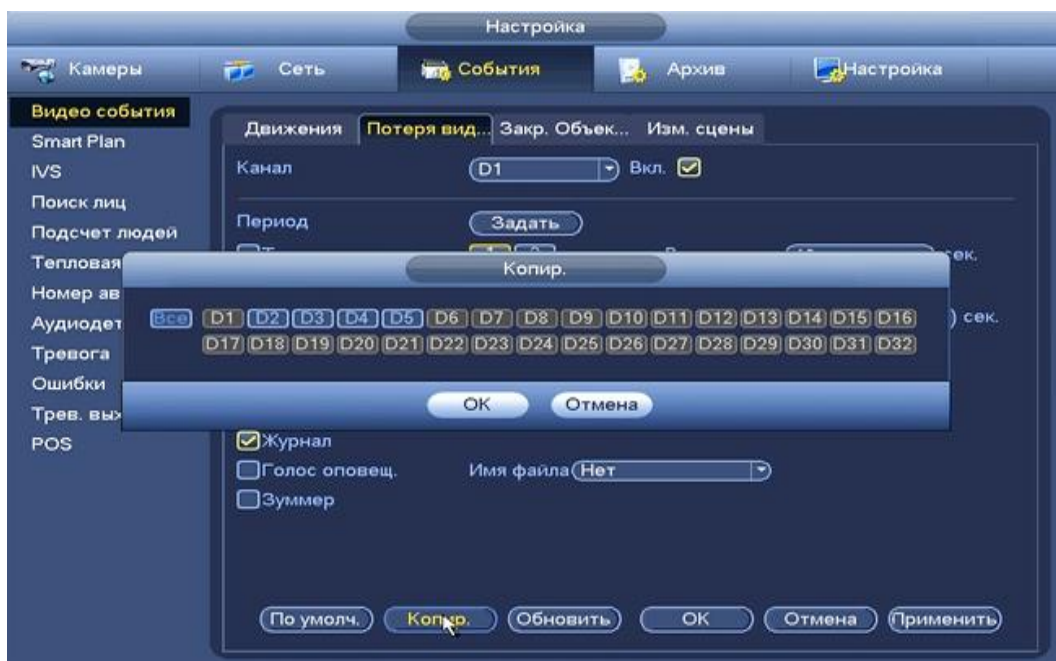 Настройка
Камеры Сеть События Архив Настройка
Видео события
Smart Plan
IVS
Поиск лиц
Подсчет людей
Тепловая
Номер ав
Аудиодет
Тревога
Ошибки
Трев. вых
POS
Движения Потеря вид... Закр. Объек... Изм. сцены
Канал D1 Вкл.
Период Задать
сек.
Копир.
Все D1 D2 D3 D4 D5 D6 D7 D8 D9 D10 D11 D12 D13 D14 D15 D16
D17 D18 D19 D20 D21 D22 D23 D24 D25 D26 D27 D28 D29 D30 D31 D32
) сек.
OK Отмена
Журнал
Голос оповещ. Имя файла Нет
Зуммер
По умолч. Копир. Обновить OK Отмена Применить